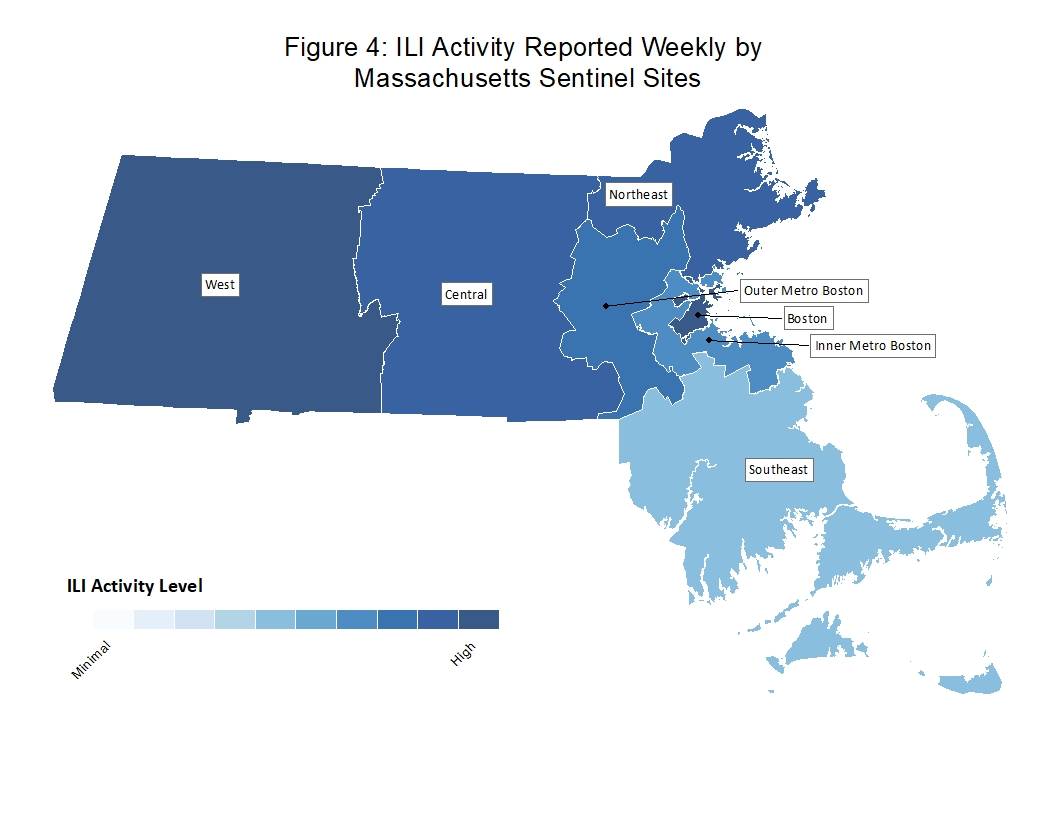 Figure 4: ILI Activity Reported Weekly by
Massachusetts Sentinel Sites
Northeast
West
Central
Outer Metro Boston
Boston
Inner Metro Boston
Southeast
ILI Activity Level
Minimal
High